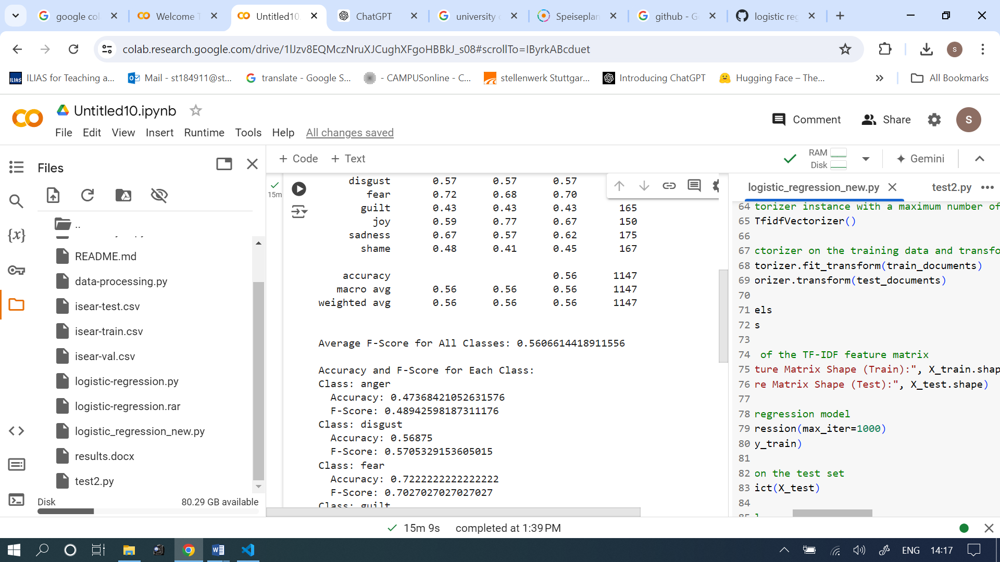 google col
Welcome T
Untitled10.
ChatGPT
university
Speiseplan
github - G
logistic reg
colab.research.google.com/drive/1lJzv8EQMczNruXJCughXFgoHBBkJ_s08#scrollTo=IByrkABcduet
S
ILIAS for Teaching a...
Mail - st184911@st...
translate - Google S...
- CAMPUSonline - C...
stellenwerk Stuttgar...
Introducing ChatGPT
Hugging Face – The...
All Bookmarks
Untitled10.ipynb
Comment
Share
S
File Edit View Insert Runtime Tools Help All changes saved
+ Code + Text
RAM
Disk
Gemini
Files
..
README.md
data-processing.py
isear-test.csv
isear-train.csv
isear-val.csv
logistic-regression.py
logistic-regression.rar
logistic_regression_new.py
results.docx
test2.py
Disk 80.29 GB available
15m
disgust 0.57 0.57 0.57
fear 0.72 0.68 0.70
guilt 0.43 0.43 0.43 165
joy 0.59 0.77 0.67 150
sadness 0.67 0.57 0.62 175
shame 0.48 0.41 0.45 167
accuracy 0.56 1147
macro avg 0.56 0.56 0.56 1147
weighted avg 0.56 0.56 0.56 1147
Average F-Score for All Classes: 0.5606614418911556
Accuracy and F-Score for Each Class:
Class: anger
Accuracy: 0.47368421052631576
F-Score: 0.48942598187311176
Class: disgust
Accuracy: 0.56875
F-Score: 0.5705329153605015
Class: fear
Accuracy: 0.7222222222222222
F-Score: 0.7027027027027027
Class: guilt
logistic_regression_new.py
test2.py
64 torizer instance with a maximum number of
65 TfidfVectorizer()
66
67 ctorizer on the training data and transfo
68 torizer.fit_transform(train_documents)
69 orizer.transform(test_documents)
70
71 els
72 s
73
74 of the TF-IDF feature matrix
75 ture Matrix Shape (Train):", X_train.shap
76 re Matrix Shape (Test):", X_test.shape)
77
78 regression model
79 ression(max_iter=1000)
80 y_train)
81
82 on the test set
83 ict(X_test)
84
15m 9s completed at 1:39 PM
ENG 14:17